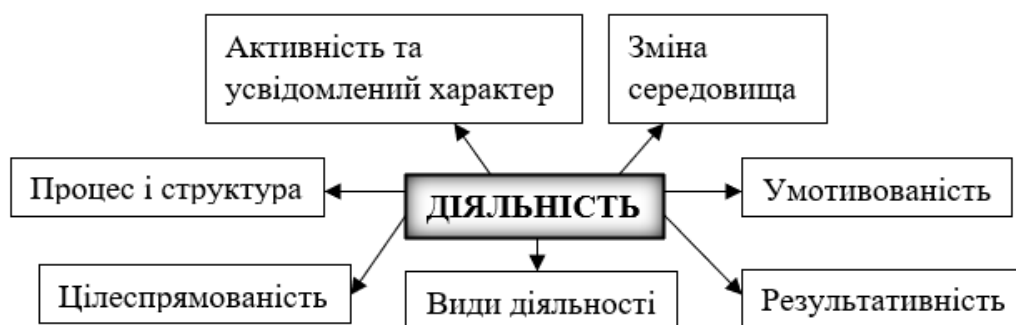 Активність та
усвідомлений характер
Зміна
середовища
Процес і структура
ДІЯЛЬНІСТЬ
Умотивованість
Цілеспрямованість
Види діяльності
Результативність